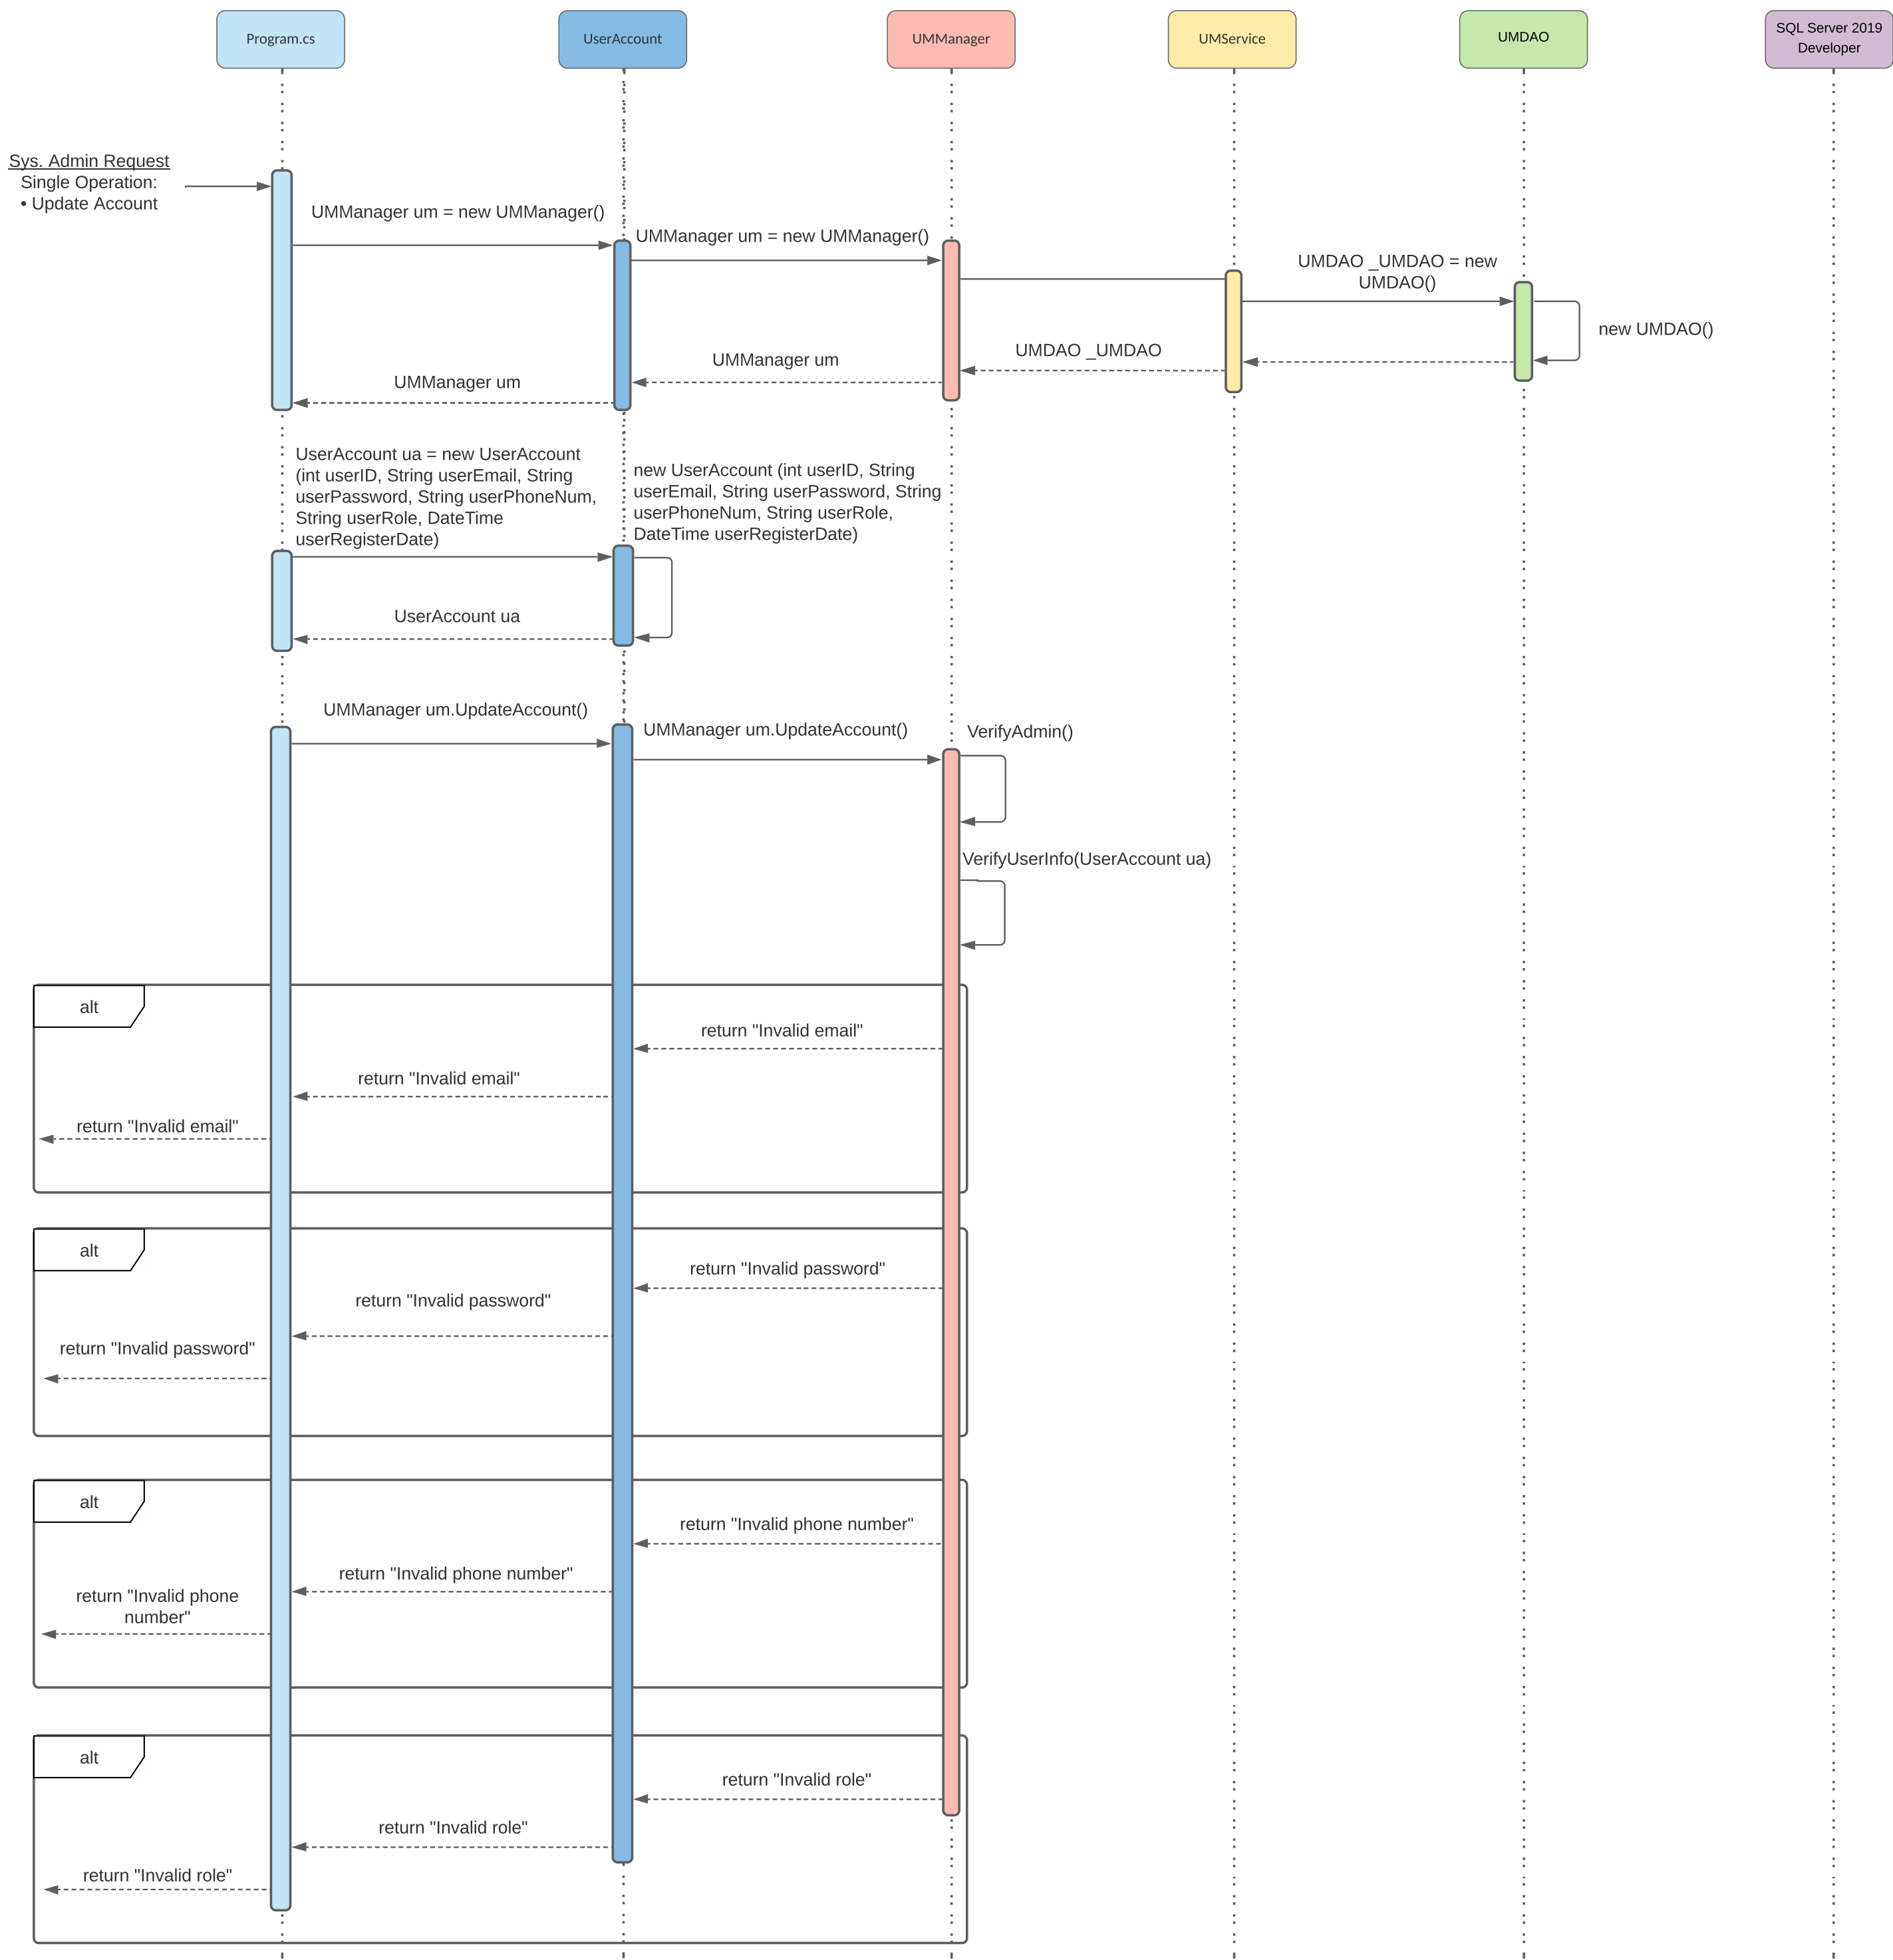 Program.cs
UserAccount
UMManager
UMService
UMDAO
SQL Server 2019
Developer
Sys. Admin Request
Single Operation:
• Update Account
UMManager um = new UMManager()
UMManager um = new UMManager()
UMDAO _UMDAO = new
UMDAO()
new UMDAO()
UMDAO _UMDAO
UMManager um
UMManager um
UserAccount ua = new UserAccount
(int userID, String userEmail, String
userPassword, String userPhoneNum,
String userRole, DateTime
userRegisterDate)
new UserAccount (int userID, String
userEmail, String userPassword, String
userPhoneNum, String userRole,
DateTime userRegisterDate)
UserAccount ua
UMManager um.UpdateAccount()
UMManager um.UpdateAccount()
VerifyAdmin()
VerifyUserInfo(UserAccount ua)
alt
return "Invalid email"
return "Invalid email"
return "Invalid email"
alt
return "Invalid password"
return "Invalid password"
return "Invalid password"
alt
return "Invalid phone number"
return "Invalid phone number"
return "Invalid phone
number"
alt
return "Invalid role"
return "Invalid role"
return "Invalid role"